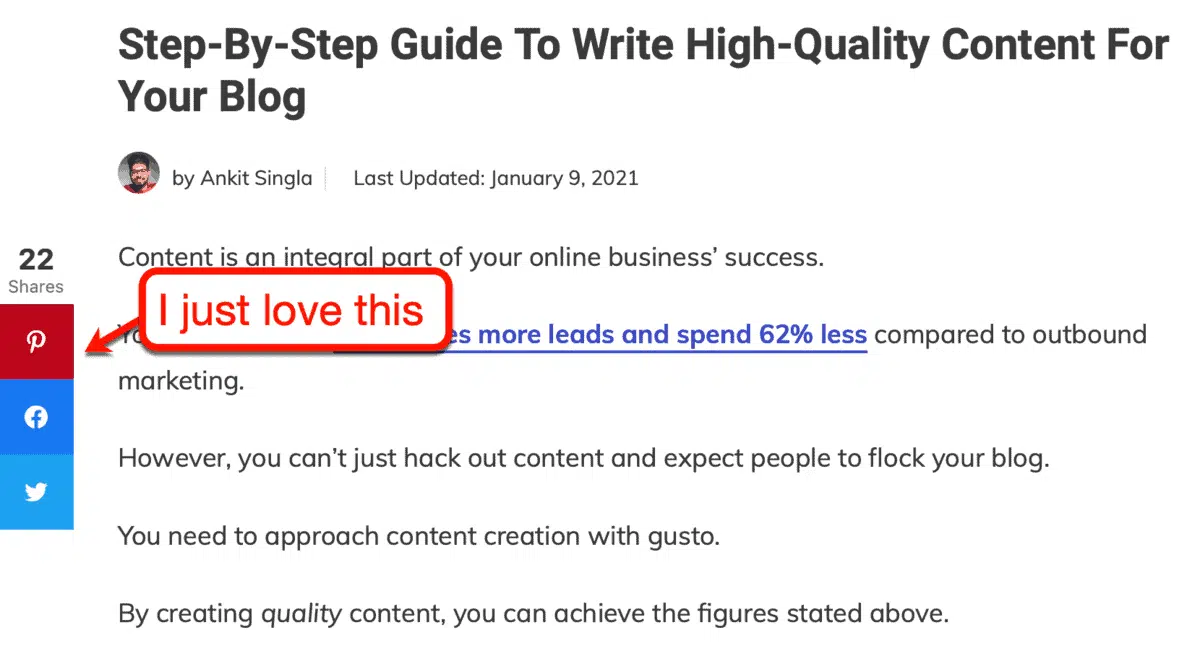 Step-By-Step Guide To Write High-Quality Content For
Your Blog
by Ankit Singla
Last Updated: January 9, 2021
22
Shares
Content is an integral part of your online business’ success.
I just love this
more leads and spend 62% less compared to outbound
marketing.
However, you can’t just hack out content and expect people to flock your blog.
You need to approach content creation with gusto.
By creating quality content, you can achieve the figures stated above.